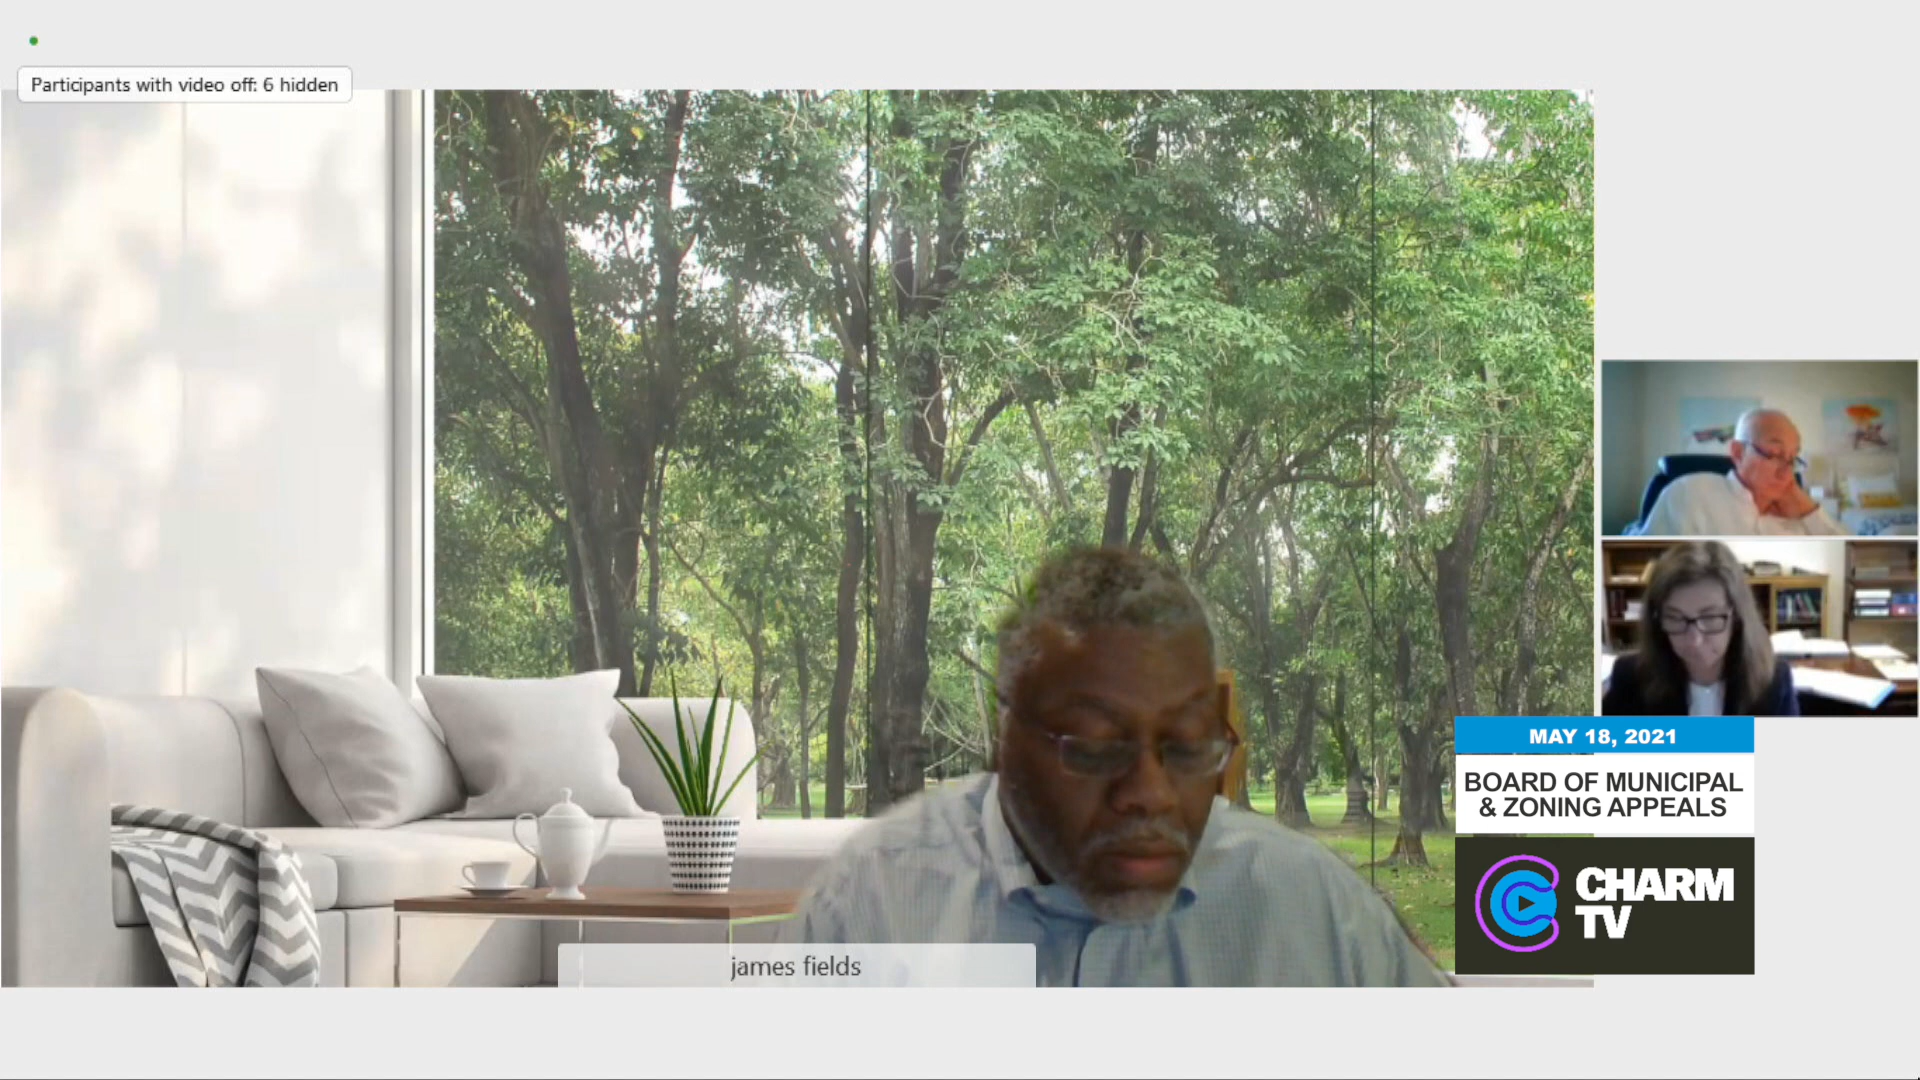 Participants with video off: 6 hidden
MAY 18, 2021
BOARD OF MUNICIPAL
& ZONING APPEALS
CHARM
TV
james fields